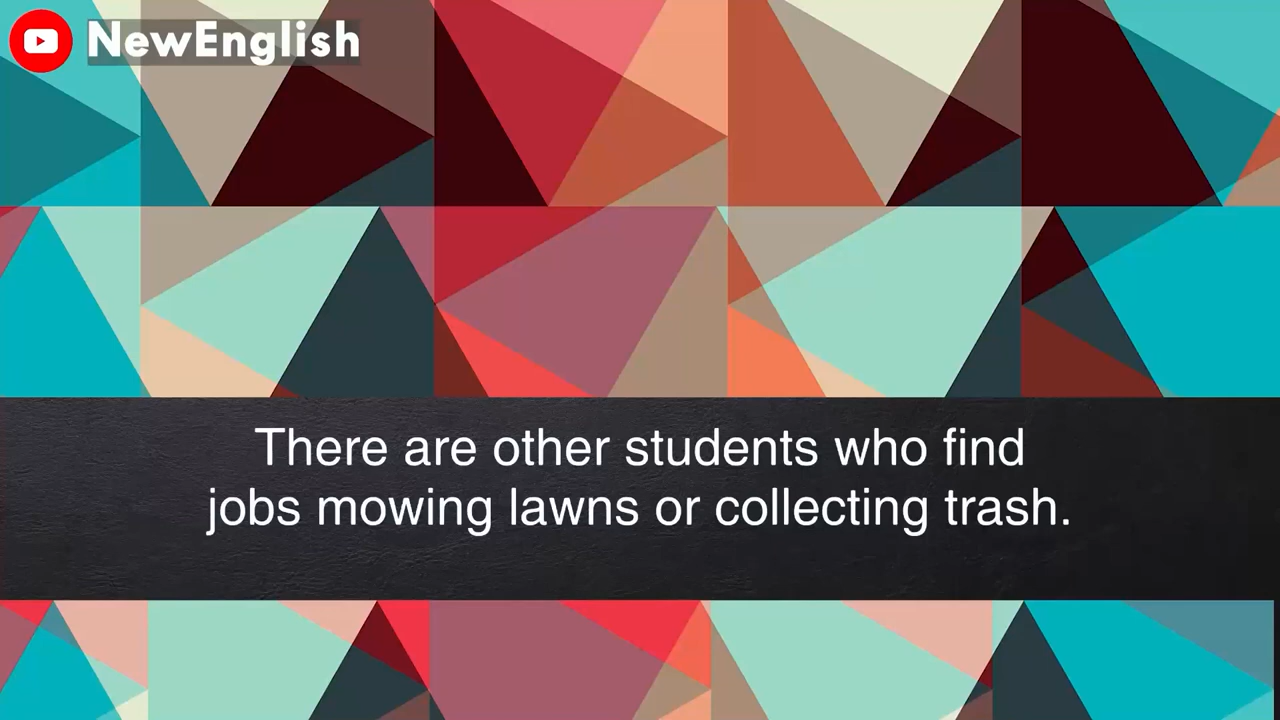 NewEnglish
There are other students who find
jobs mowing lawns or collecting trash.